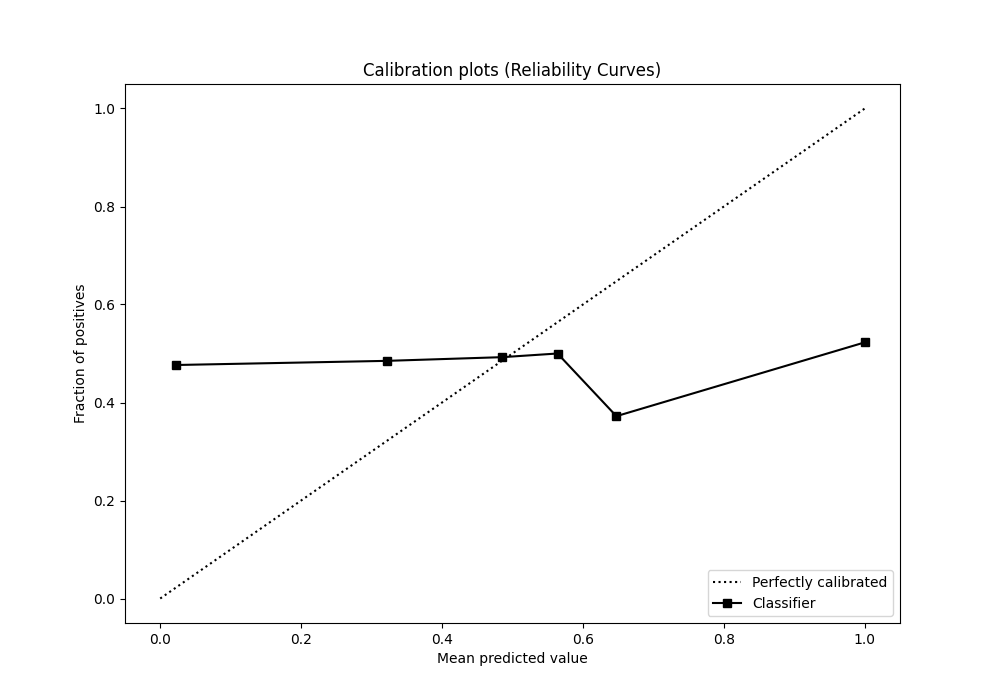 Calibration plots (Reliability Curves)
1.0
0.8
0.6
0.4
0.2
0.0
Fraction of positives
0.0 0.2 0.4 0.6 0.8 1.0
Mean predicted value
Perfectly calibrated
Classifier